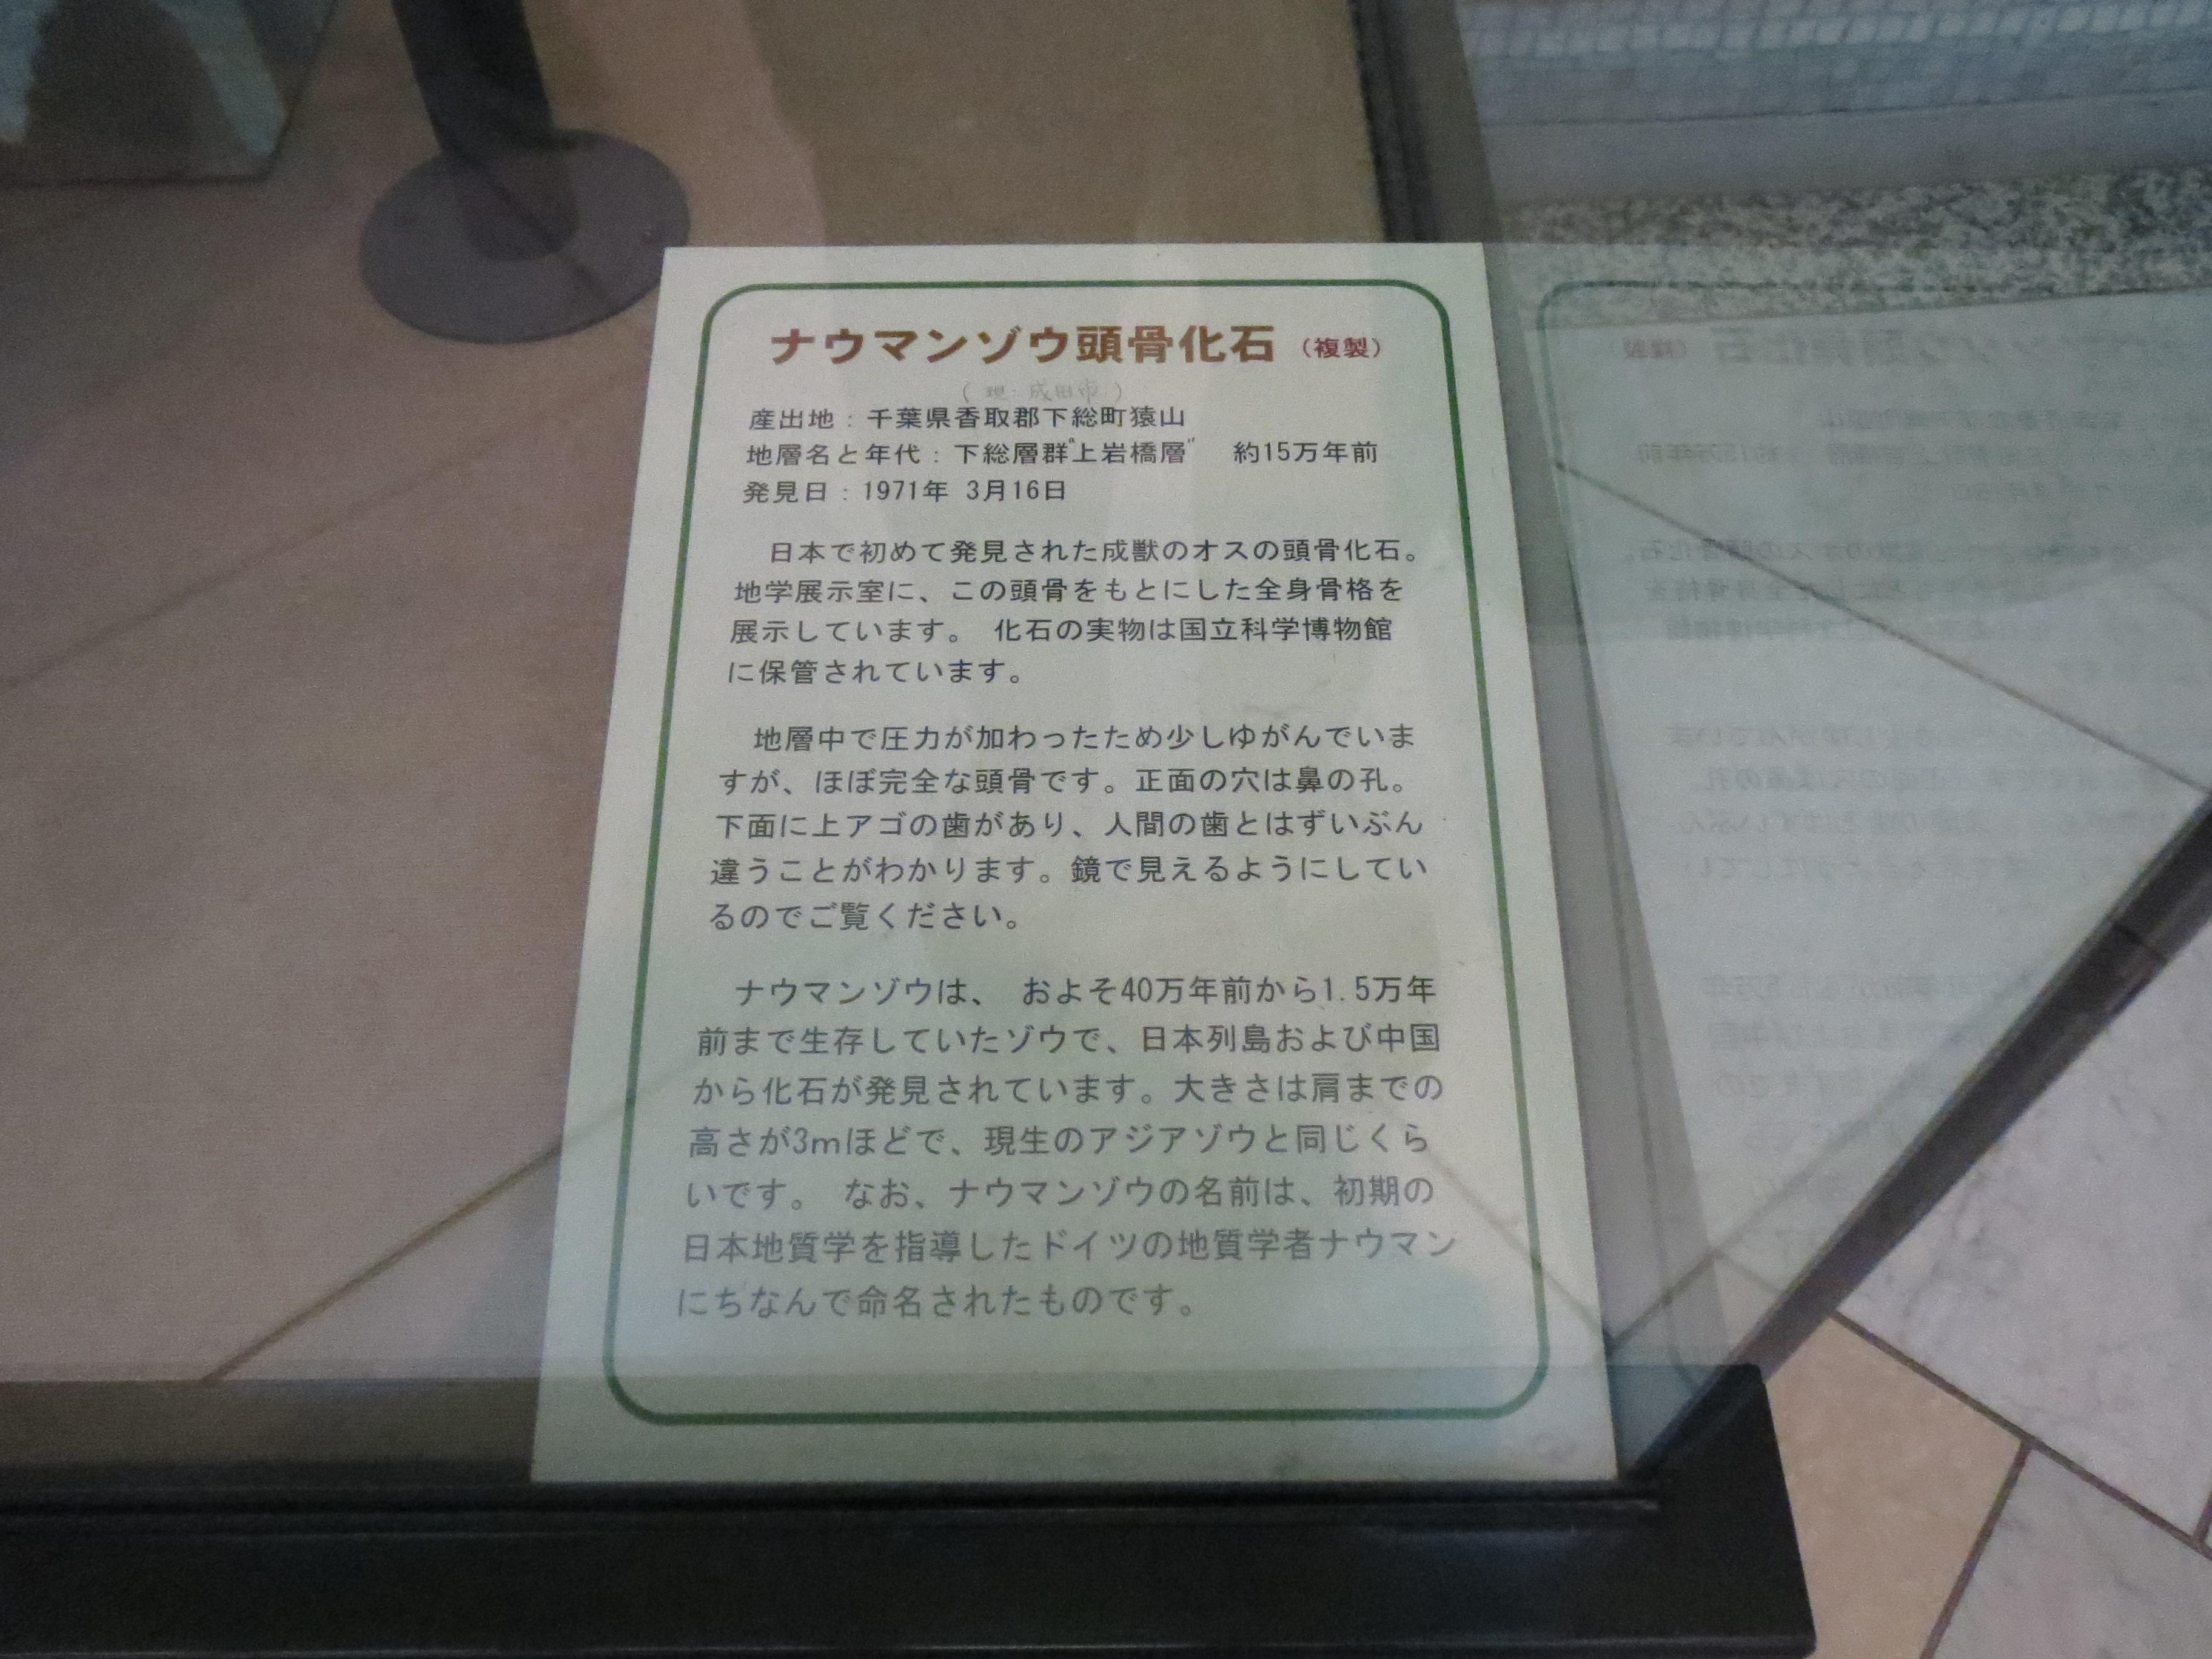 ナウマンゾウ頭骨化石 (複製)
(現:成田市)
産出地:千葉県香取郡下総町猿山
地層名と年代:下総層群"上岩橋層" 約15万年前
発見日:1971年 3月16日
日本で初めて発見された成獣のオスの頭骨化石。
地学展示室に、この頭骨をもとにした全身骨格を
展示しています。 化石の実物は国立科学博物館
に保管されています。
地層中で圧力が加わったため少しゆがんでいま
すが、ほぼ完全な頭骨です。正面の穴は鼻の孔。
下面に上アゴの歯があり、人間の歯とはずいぶん
違うことがわかります。鏡で見えるようにしてい
るのでご覧ください。
ナウマンゾウは、 およそ40万年前から1.5万年
前まで生存していたゾウで、日本列島および中国
から化石が発見されています。大きさは肩までの
高さが3mほどで、現生のアジアゾウと同じくら
いです。 なお、ナウマンゾウの名前は、初期の
日本地質学を指導したドイツの地質学者ナウマン
にちなんで命名されたものです。